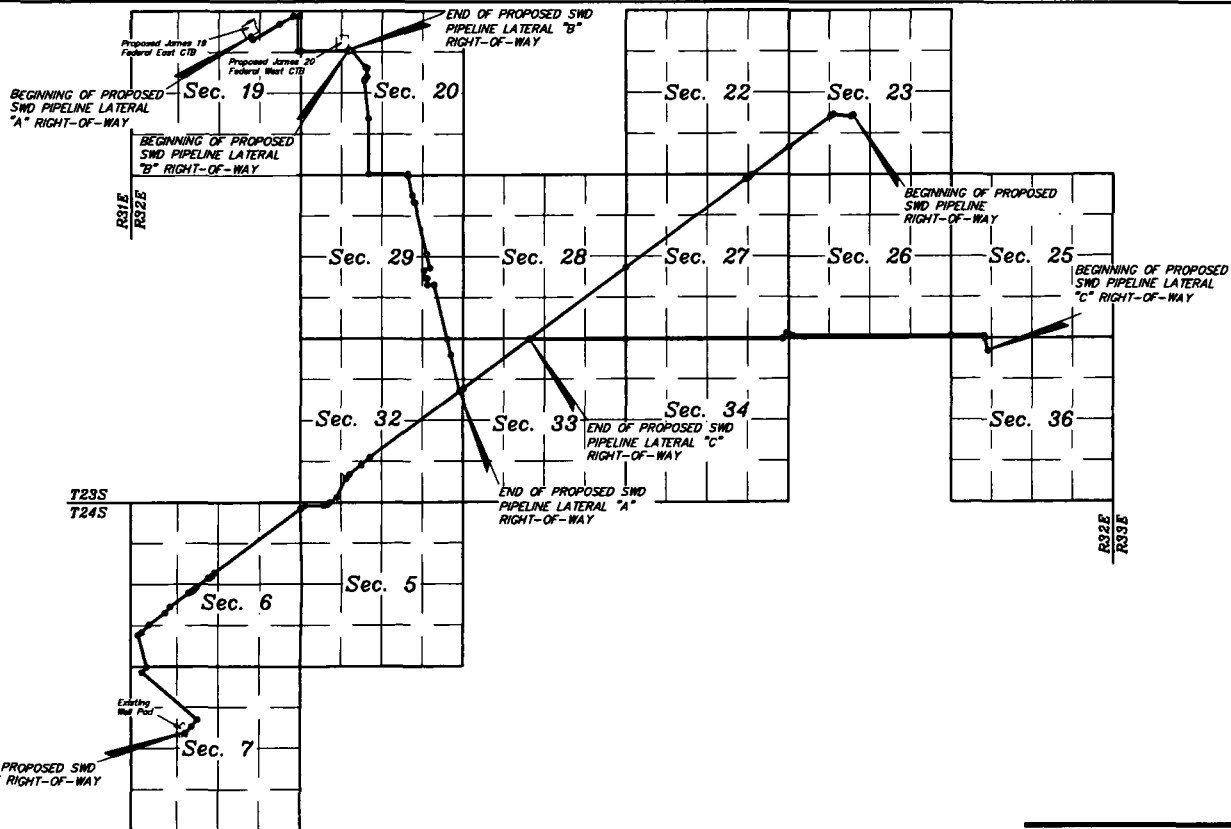 END OF PROPOSED SWD
PIPELINE LATERAL "B"
RIGHT-OF-WAY
Proposed James 19
Federal East CTB
Proposed James 20
Federal West CTB
BEGINNING OF PROPOSED
SWD PIPELINE LATERAL
"A" RIGHT-OF-WAY
Sec. 19
Sec. 20
Sec. 22
Sec. 23
BEGINNING OF PROPOSED
SWD PIPELINE LATERAL
"B" RIGHT-OF-WAY
BEGINNING OF PROPOSED
SWD PIPELINE
RIGHT-OF-WAY
R31E
R32E
Sec. 29
Sec. 28
Sec. 27
Sec. 26
Sec. 25
BEGINNING OF PROPOSED
SWD PIPELINE LATERAL
"C" RIGHT-OF-WAY
Sec. 32
Sec. 33
Sec. 34
Sec. 36
END OF PROPOSED SWD
PIPELINE LATERAL "C"
RIGHT-OF-WAY
END OF PROPOSED SWD
PIPELINE LATERAL "A"
RIGHT-OF-WAY
T23S
T24S
R32E
R33E
Sec. 6
Sec. 5
Existing
Well Pad
Sec. 7
PROPOSED SWD
RIGHT-OF-WAY